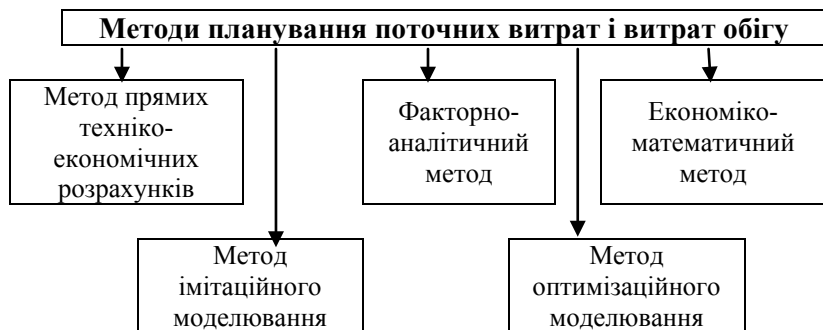 Методи планування поточних витрат і витрат обігу
Метод прямих
техніко-
економічних
розрахунків
Факторно-
аналітичний
метод
Економіко-
математичний
метод
Метод
імітаційного
моделювання
Метод
оптимізаційного
моделювання